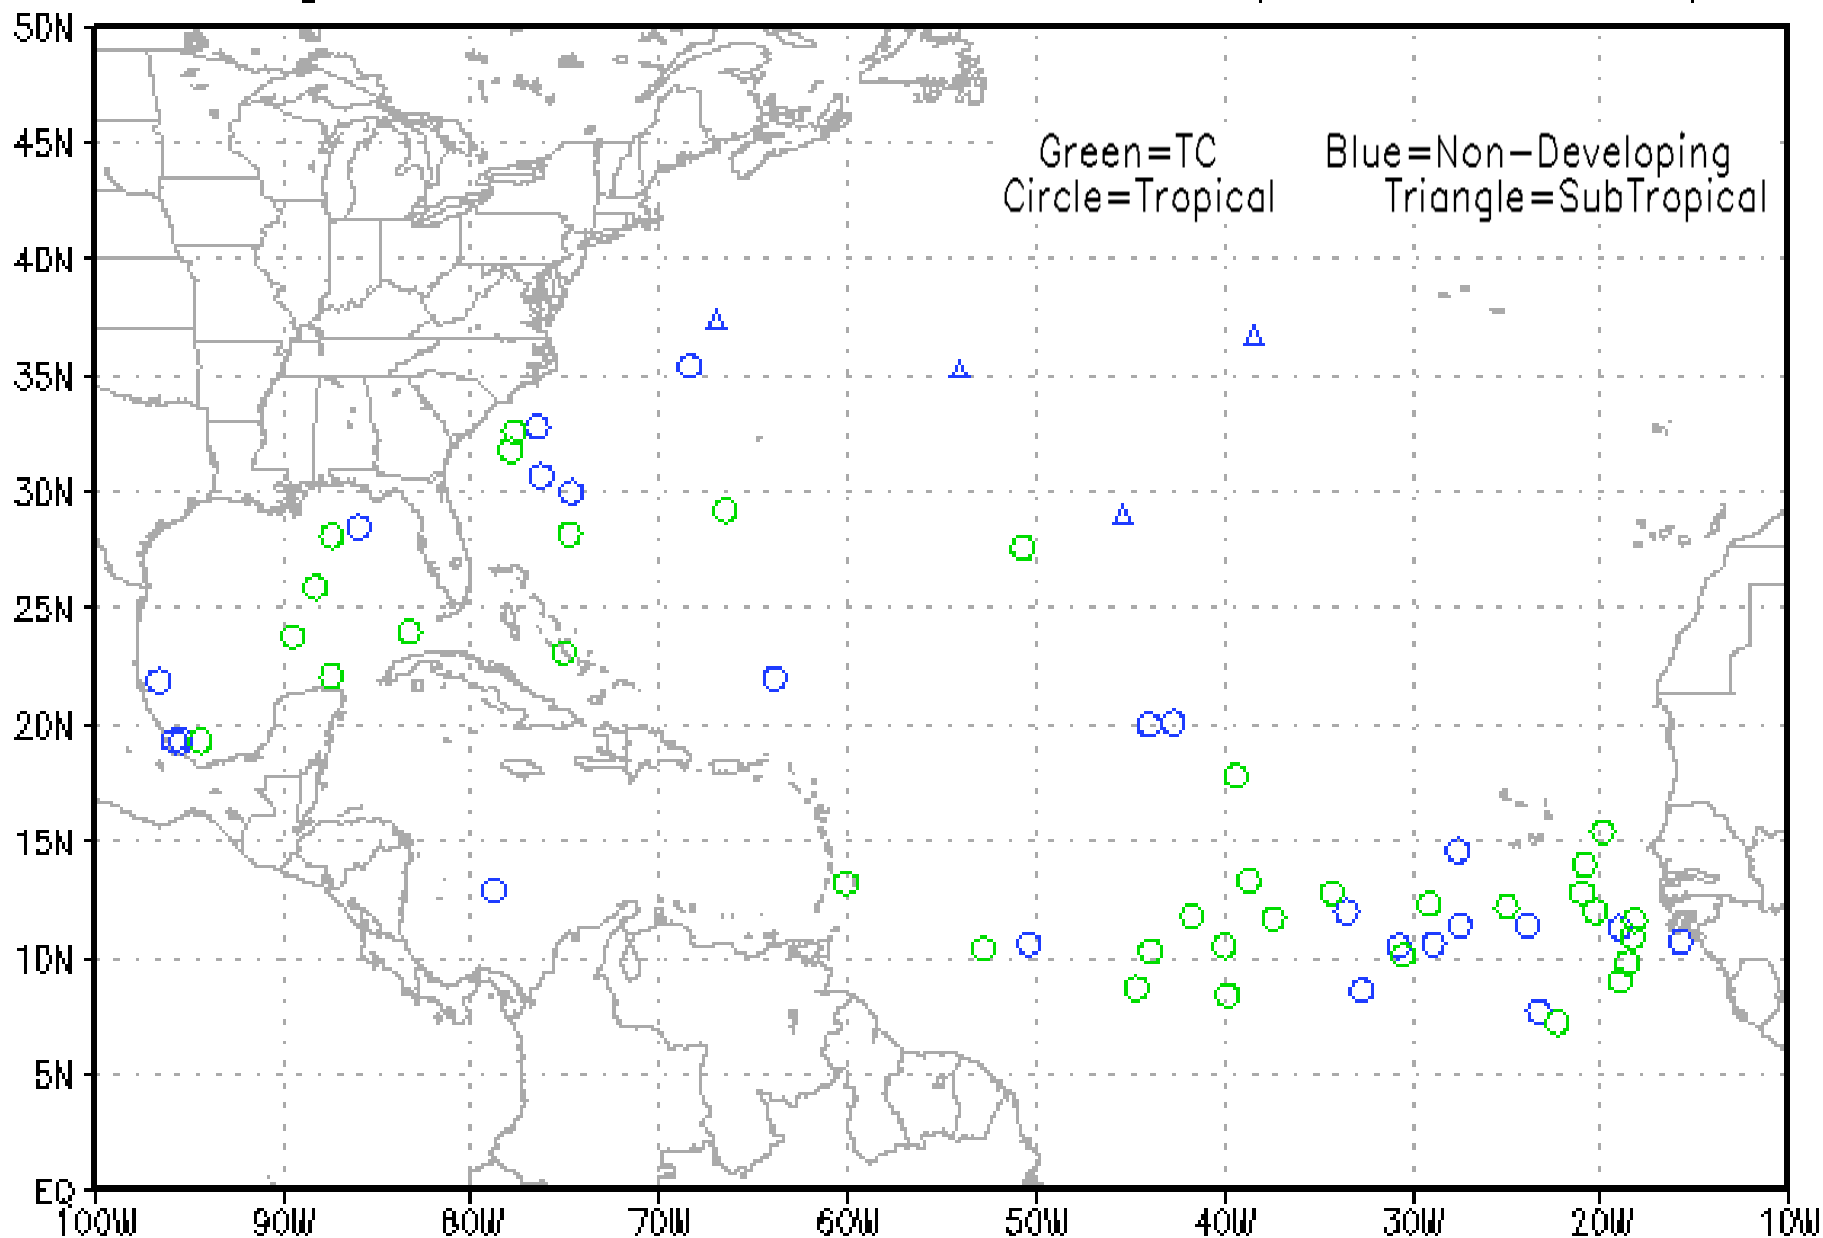 50N
45N
Green=TC Blue=Non-Developing
Circle=Tropical Triangle=SubTropical
40N
35N
30N
25N
20N
15N
10N
5N
EQ
100W 90W 80W 70W 60W 50W 40W 30W 20W 10W